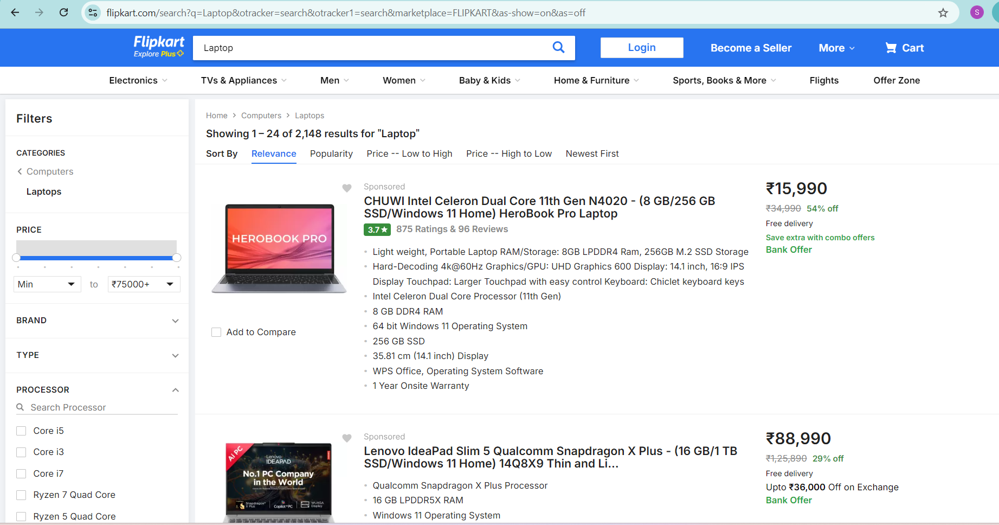 flipkart.com/search?q=Laptop&otracker=search&otracker1=search&marketplace=FLIPKART&as-show=on&as=off
S
Flipkart
Explore Plus
Laptop
Login
Become a Seller
More
Cart
Electronics
TVs & Appliances
Men
Women
Baby & Kids
Home & Furniture
Sports, Books & More
Flights
Offer Zone
Filters
CATEGORIES
Computers
Laptops
PRICE
Min
to
₹75000+
BRAND
TYPE
PROCESSOR
Search Processor
Core i5
Core i3
Core i7
Ryzen 7 Quad Core
Ryzen 5 Quad Core
Home > Computers > Laptops
Showing 1 – 24 of 2,148 results for "Laptop"
Sort By Relevance Popularity Price -- Low to High Price -- High to Low Newest First
HEROBOOK PRO
Add to Compare
Sponsored
CHUWI Intel Celeron Dual Core 11th Gen N4020 - (8 GB/256 GB
SSD/Windows 11 Home) HeroBook Pro Laptop
3.7★ 875 Ratings & 96 Reviews
Light weight, Portable Laptop RAM/Storage: 8GB LPDDR4 Ram, 256GB M.2 SSD Storage
Hard-Decoding 4k@60Hz Graphics/GPU: UHD Graphics 600 Display: 14.1 inch, 16:9 IPS
Display Touchpad: Larger Touchpad with easy control Keyboard: Chiclet keyboard keys
Intel Celeron Dual Core Processor (11th Gen)
8 GB DDR4 RAM
64 bit Windows 11 Operating System
256 GB SSD
35.81 cm (14.1 inch) Display
WPS Office, Operating System Software
1 Year Onsite Warranty
₹15,990
₹34,990 54% off
Free delivery
Save extra with combo offers
Bank Offer
AI PC
Lenovo
IDEAPAD
No.1 PC Company
in the World
Snapdragon
X Plus
Copilot+PC
WUXGA
Display
Sponsored
Lenovo IdeaPad Slim 5 Qualcomm Snapdragon X Plus - (16 GB/1 TB
SSD/Windows 11 Home) 14Q8X9 Thin and Li...
Qualcomm Snapdragon X Plus Processor
16 GB LPDDR5X RAM
Windows 11 Operating System
₹88,990
₹1,25,890 29% off
Free delivery
Upto ₹36,000 Off on Exchange
Bank Offer